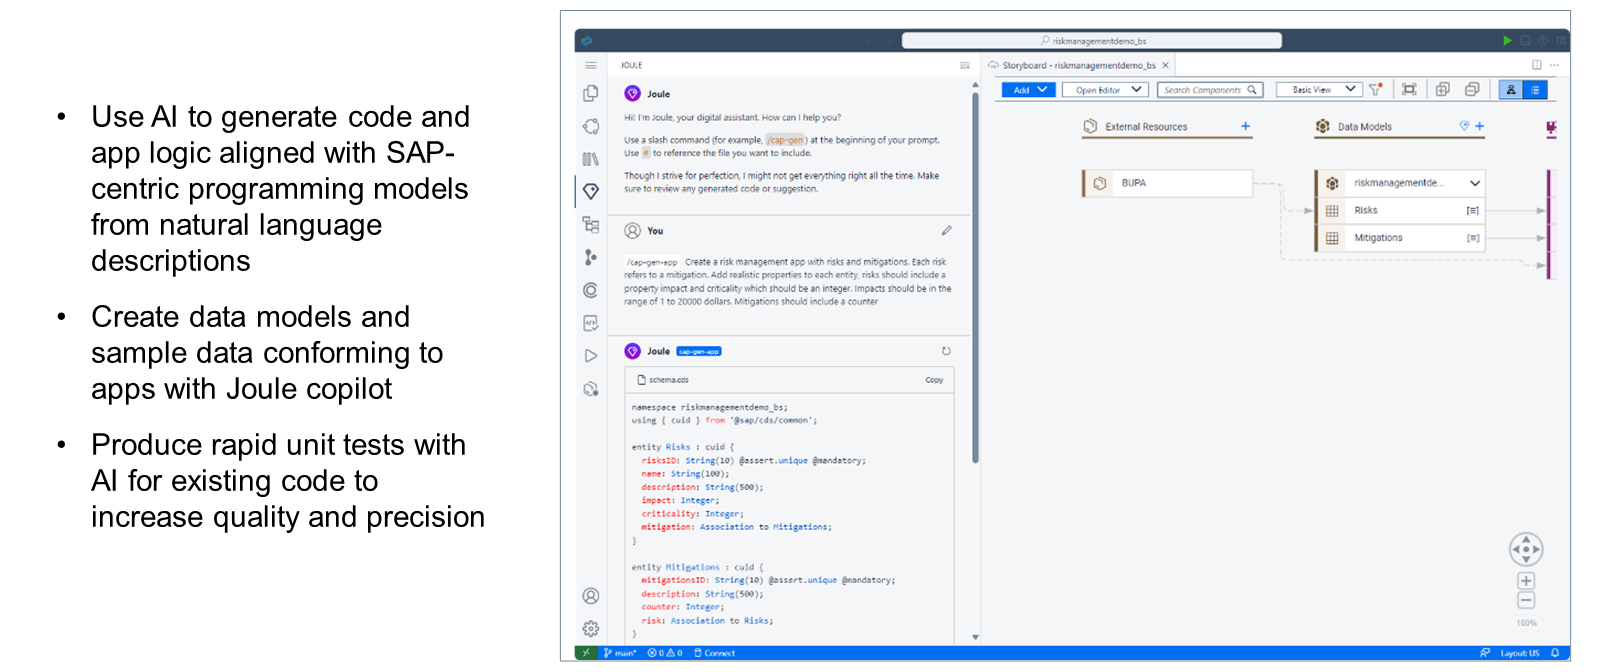 • Use AI to generate code and
app logic aligned with SAP-
centric programming models
from natural language
descriptions
• Create data models and
sample data conforming to
apps with Joule copilot
• Produce rapid unit tests with
AI for existing code to
increase quality and precision
riskmanagementdemo_bs
JOULE
Joule
Hi! I'm Joule, your digital assistant. How can I help you?
Use a slash command (for example, /cap-gen) at the beginning of your prompt.
Use # to reference the file you want to include.
Though I strive for perfection, I might not get everything right all the time. Make
sure to review any generated code or suggestion.
You
/cap-gen-app Create a risk management app with risks and mitigations. Each risk
refers to a mitigation. Add realistic properties to each entity, risks should include a
property impact and criticality which should be an integer. Impacts should be in the
range of 1 to 20000 dollars. Mitigations should include a counter
Joule cap-gen-app
schema.cds Copy
namespace riskmanagementdemo_bs;
using { cuid } from '@sap/cds/common';
entity Risks : cuid {
risksID: String(10) @assert.unique @mandatory;
name: String(100);
description: String(500);
impact: Integer;
criticality: Integer;
mitigation: Association to Mitigations;
}
entity Mitigations : cuid {
mitigationsID: String(10) @assert.unique @mandatory;
description: String(500);
counter: Integer;
risk: Association to Risks;
}
Storyboard - riskmanagementdemo_bs
Add Open Editor Search Components Basic View
External Resources + Data Models +
BUPA
riskmanagementde...
Risks
Mitigations
100%
main* 0 0 Connect Layout: US